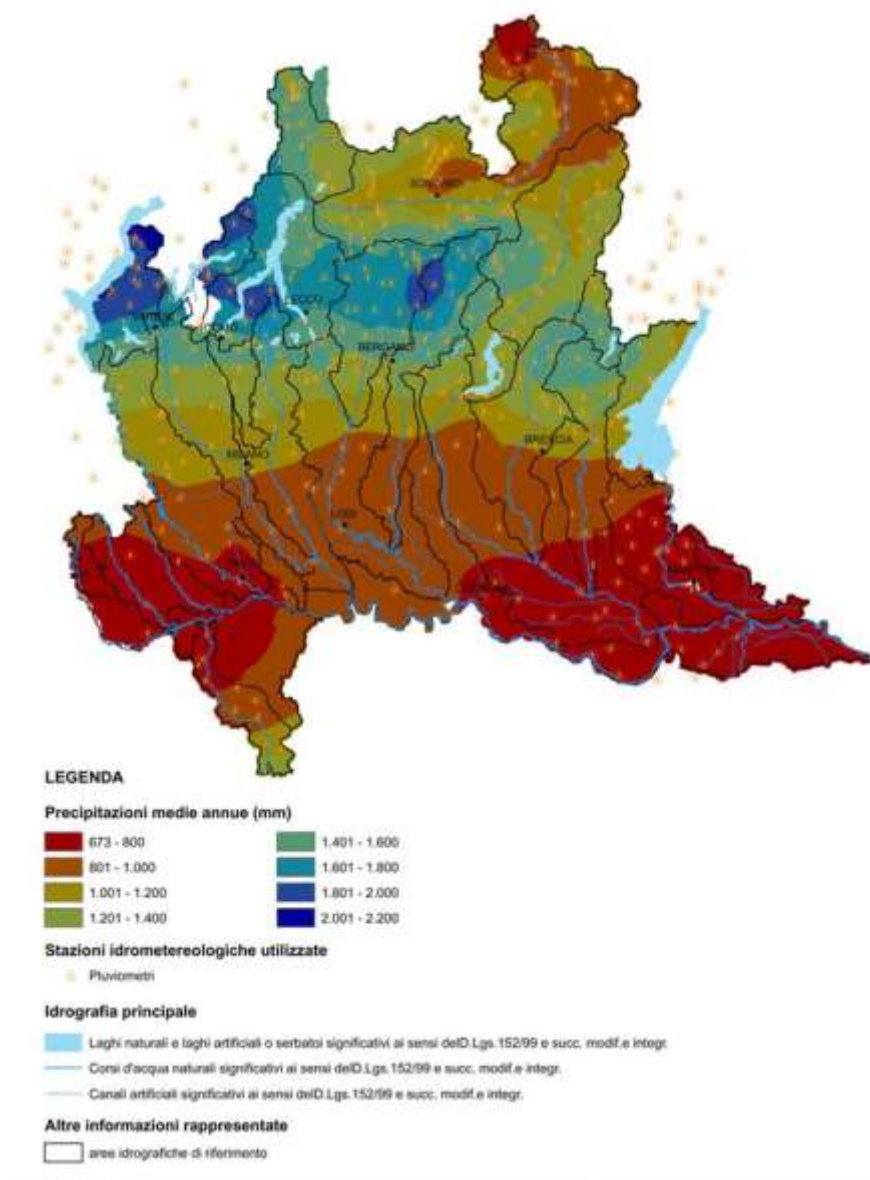 SONDRIO
LECCO
VARESE
COMO
BERGAMO
BRESCIA
MILANO
LODI
LEGENDA
Precipitazioni medie annue (mm)
673 - 800
801 - 1.000
1.001 - 1.200
1.201 - 1.400
1.401 - 1.600
1.601 - 1.800
1.801 - 2.000
2.001 - 2.200
Stazioni idrometereologiche utilizzate
Pluviometri
Idrografia principale
Laghi naturali e laghi artificiali o serbatoi significativi ai sensi delD.Lgs.152/99 e succ. modif.e integr.
Corsi d'acqua naturali significativi ai sensi delD.Lgs.152/99 e succ. modif.e integr.
Canali artificiali significativi ai sensi delD.Lgs.152/99 e succ. modif.e integr.
Altre informazioni rappresentate
aree idrografiche di riferimento